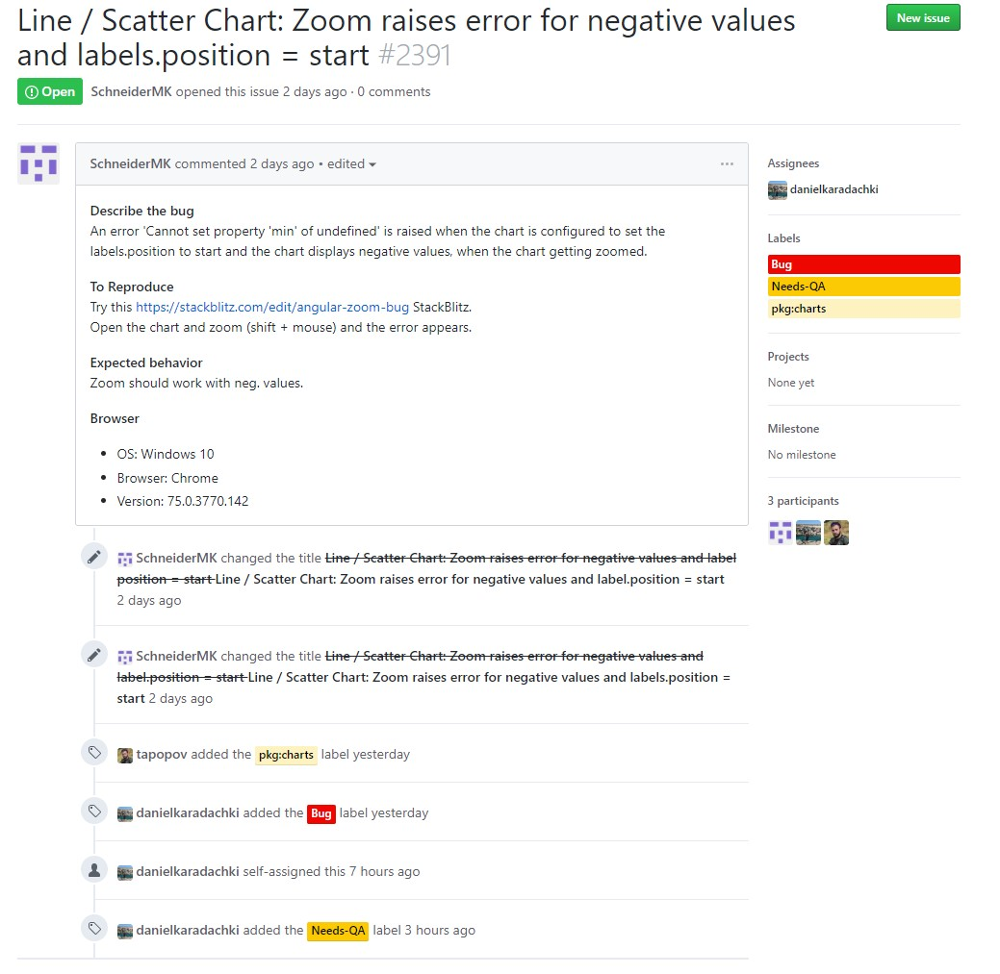 Line / Scatter Chart: Zoom raises error for negative values
and labels.position = start #2391
New issue
Open SchneiderMK opened this issue 2 days ago · 0 comments
SchneiderMK commented 2 days ago • edited
Describe the bug
An error 'Cannot set property 'min' of undefined' is raised when the chart is configured to set the
labels.position to start and the chart displays negative values, when the chart getting zoomed.
To Reproduce
Try this https://stackblitz.com/edit/angular-zoom-bug StackBlitz.
Open the chart and zoom (shift + mouse) and the error appears.
Expected behavior
Zoom should work with neg. values.
Browser
• OS: Windows 10
• Browser: Chrome
• Version: 75.0.3770.142
SchneiderMK changed the title Line / Scatter Chart: Zoom raises error for negative values and label
position = start Line / Scatter Chart: Zoom raises error for negative values and label.position = start
2 days ago
SchneiderMK changed the title Line / Scatter Chart: Zoom raises error for negative values and
label.position = start Line / Scatter Chart: Zoom raises error for negative values and labels.position =
start 2 days ago
tapopov added the pkg:charts label yesterday
danielkaradachki added the Bug label yesterday
danielkaradachki self-assigned this 7 hours ago
danielkaradachki added the Needs-QA label 3 hours ago
Assignees
danielkaradachki
Labels
Bug
Needs-QA
pkg:charts
Projects
None yet
Milestone
No milestone
3 participants